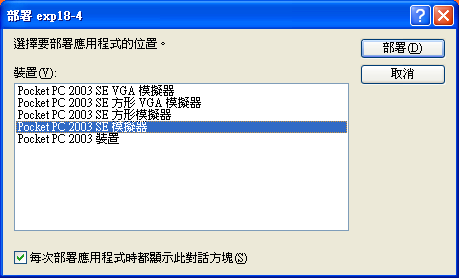 部署 exp18-4
選擇要部署應用程式的位置。
部署(D)
取消
裝置(V):
Pocket PC 2003 SE VGA 模擬器
Pocket PC 2003 SE 方形 VGA 模擬器
Pocket PC 2003 SE 方形模擬器
Pocket PC 2003 SE 模擬器
Pocket PC 2003 裝置
每次部署應用程式時都顯示此對話方塊(S)